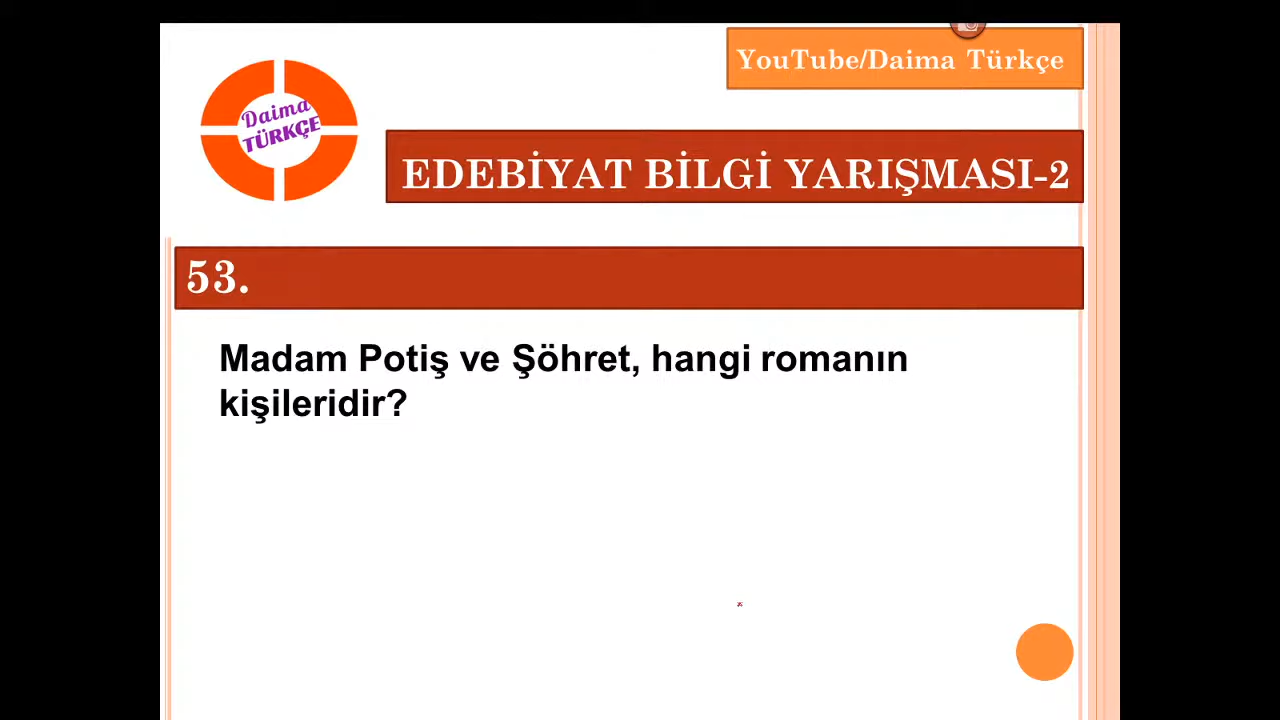 YouTube/Daima Türkçe
Daima
TÜRKÇE
EDEBİYAT BİLGİ YARIŞMASI-2
53.
Madam Potiş ve Şöhret, hangi romanın
kişileridir?